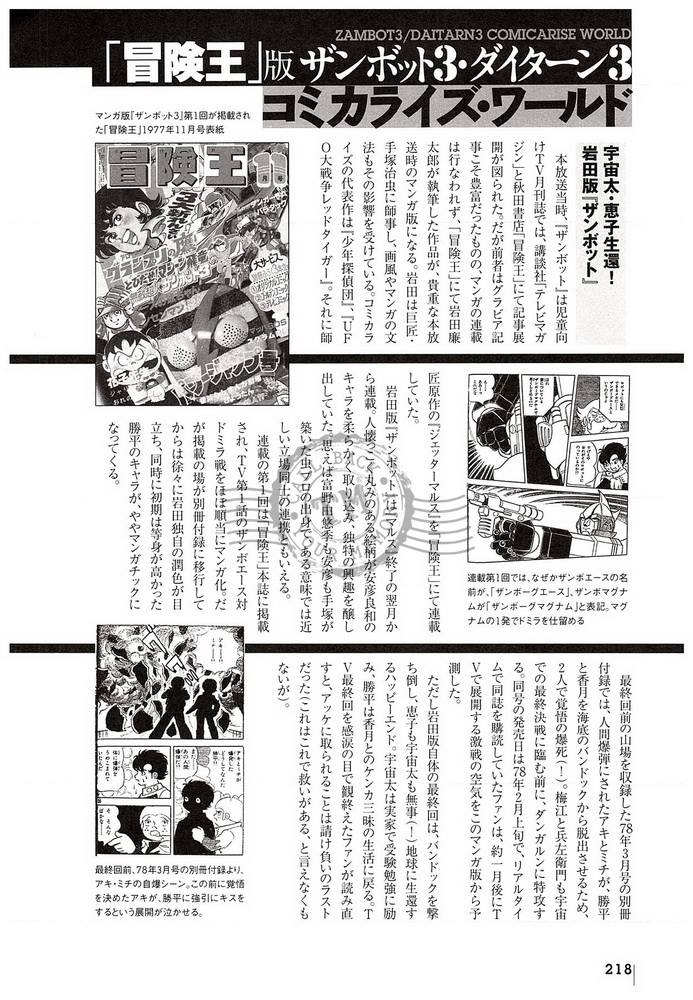 ZAMBOT3/DAITARN3 COMICARISE WORLD
「冒険王」版 ザンボット3・ダイターン3
コミカライズ・ワールド
マンガ版『ザンボット3』第1回が掲載され
た「冒険王」1977年11月号表紙
冒険王
11
月号
大サービス
宇宙太・恵子生還！
岩田版『ザンボット』
本放送当時、『ザンボット』は児童向
けTV月刊誌では、講談社「テレビマガ
ジン」と秋田書店「冒険王」にて記事展
開が図られた。だが前者はグラビア記
事こそ豊富だったものの、マンガの連載
は行なわれず、「冒険王」にて岩田廉
太郎が執筆した作品が、貴重な本放
送時のマンガ版になる。岩田は巨匠・
手塚治虫に師事し、画風やマンガの文
法もその影響を受けている。コミカラ
イズの代表作は『少年探偵団』、『UF
O大戦争レッドタイガー』。それに師
匠原作の『ジェッターマルス』を「冒険王」にて連載
していた。
岩田版『ザンボット』は『マルス』終了の翌月か
ら連載。人懐っこく丸みのある絵柄が安彦良和の
キャラを柔らかく取り込み、独特の興趣を醸し
出していた。思えば富野由悠季も安彦も手塚が
築いた虫プロの出身である意味では近
しい立場同士の連携ともいえる。
連載の第1回は「冒険王」本誌に掲載
され、TV第1話のザンボエース対
ドミラ戦をほぼ順当にマンガ化。だ
が掲載の場が別冊付録に移行して
からは徐々に岩田独自の潤色が目
立ち、同時に初期は等身が高かった
勝平のキャラが、ややマンガチックに
なってくる。
連載第1回では、なぜかザンボエースの名
前が、「ザンボーグエース」、ザンボマグナ
ムが「ザンボーグマグナム」と表記。マグ
ナムの1発でドミラを仕留める
最終回前の山場を収録した78年3月号の別冊
付録では、人間爆弾にされたアキとミチが、勝平
と香月を海底のバンドックから脱出させるため、
2人で覚悟の爆死（！）。梅江と兵左衛門も宇宙
での最終決戦に臨む前に、ダンガルンに特攻す
る。同号の発売日は78年2月上旬で、リアルタイ
ムで同誌を購読していたファンは、約一月後にT
Vで展開する激戦の空気をこのマンガ版から予
測した。
ただし岩田版自体の最終回は、バンドックを撃
ち倒し、恵子も宇宙太も無事（！）地球に生還す
るハッピーエンド。宇宙太は実家で受験勉強に励
み、勝平は香月とのケンカ三昧の生活に戻る。T
V最終回を感涙の目で観終えたファンが読み直
すと、アッケに取られることは請け負いのラスト
だった（これはこれで救いがある、と言えなくも
ないが）。
最終回前、78年3月号の別冊付録より、
アキ・ミチの自爆シーン。この前に覚悟
を決めたアキが、勝平に強引にキスを
するという展開が泣かせる。
218